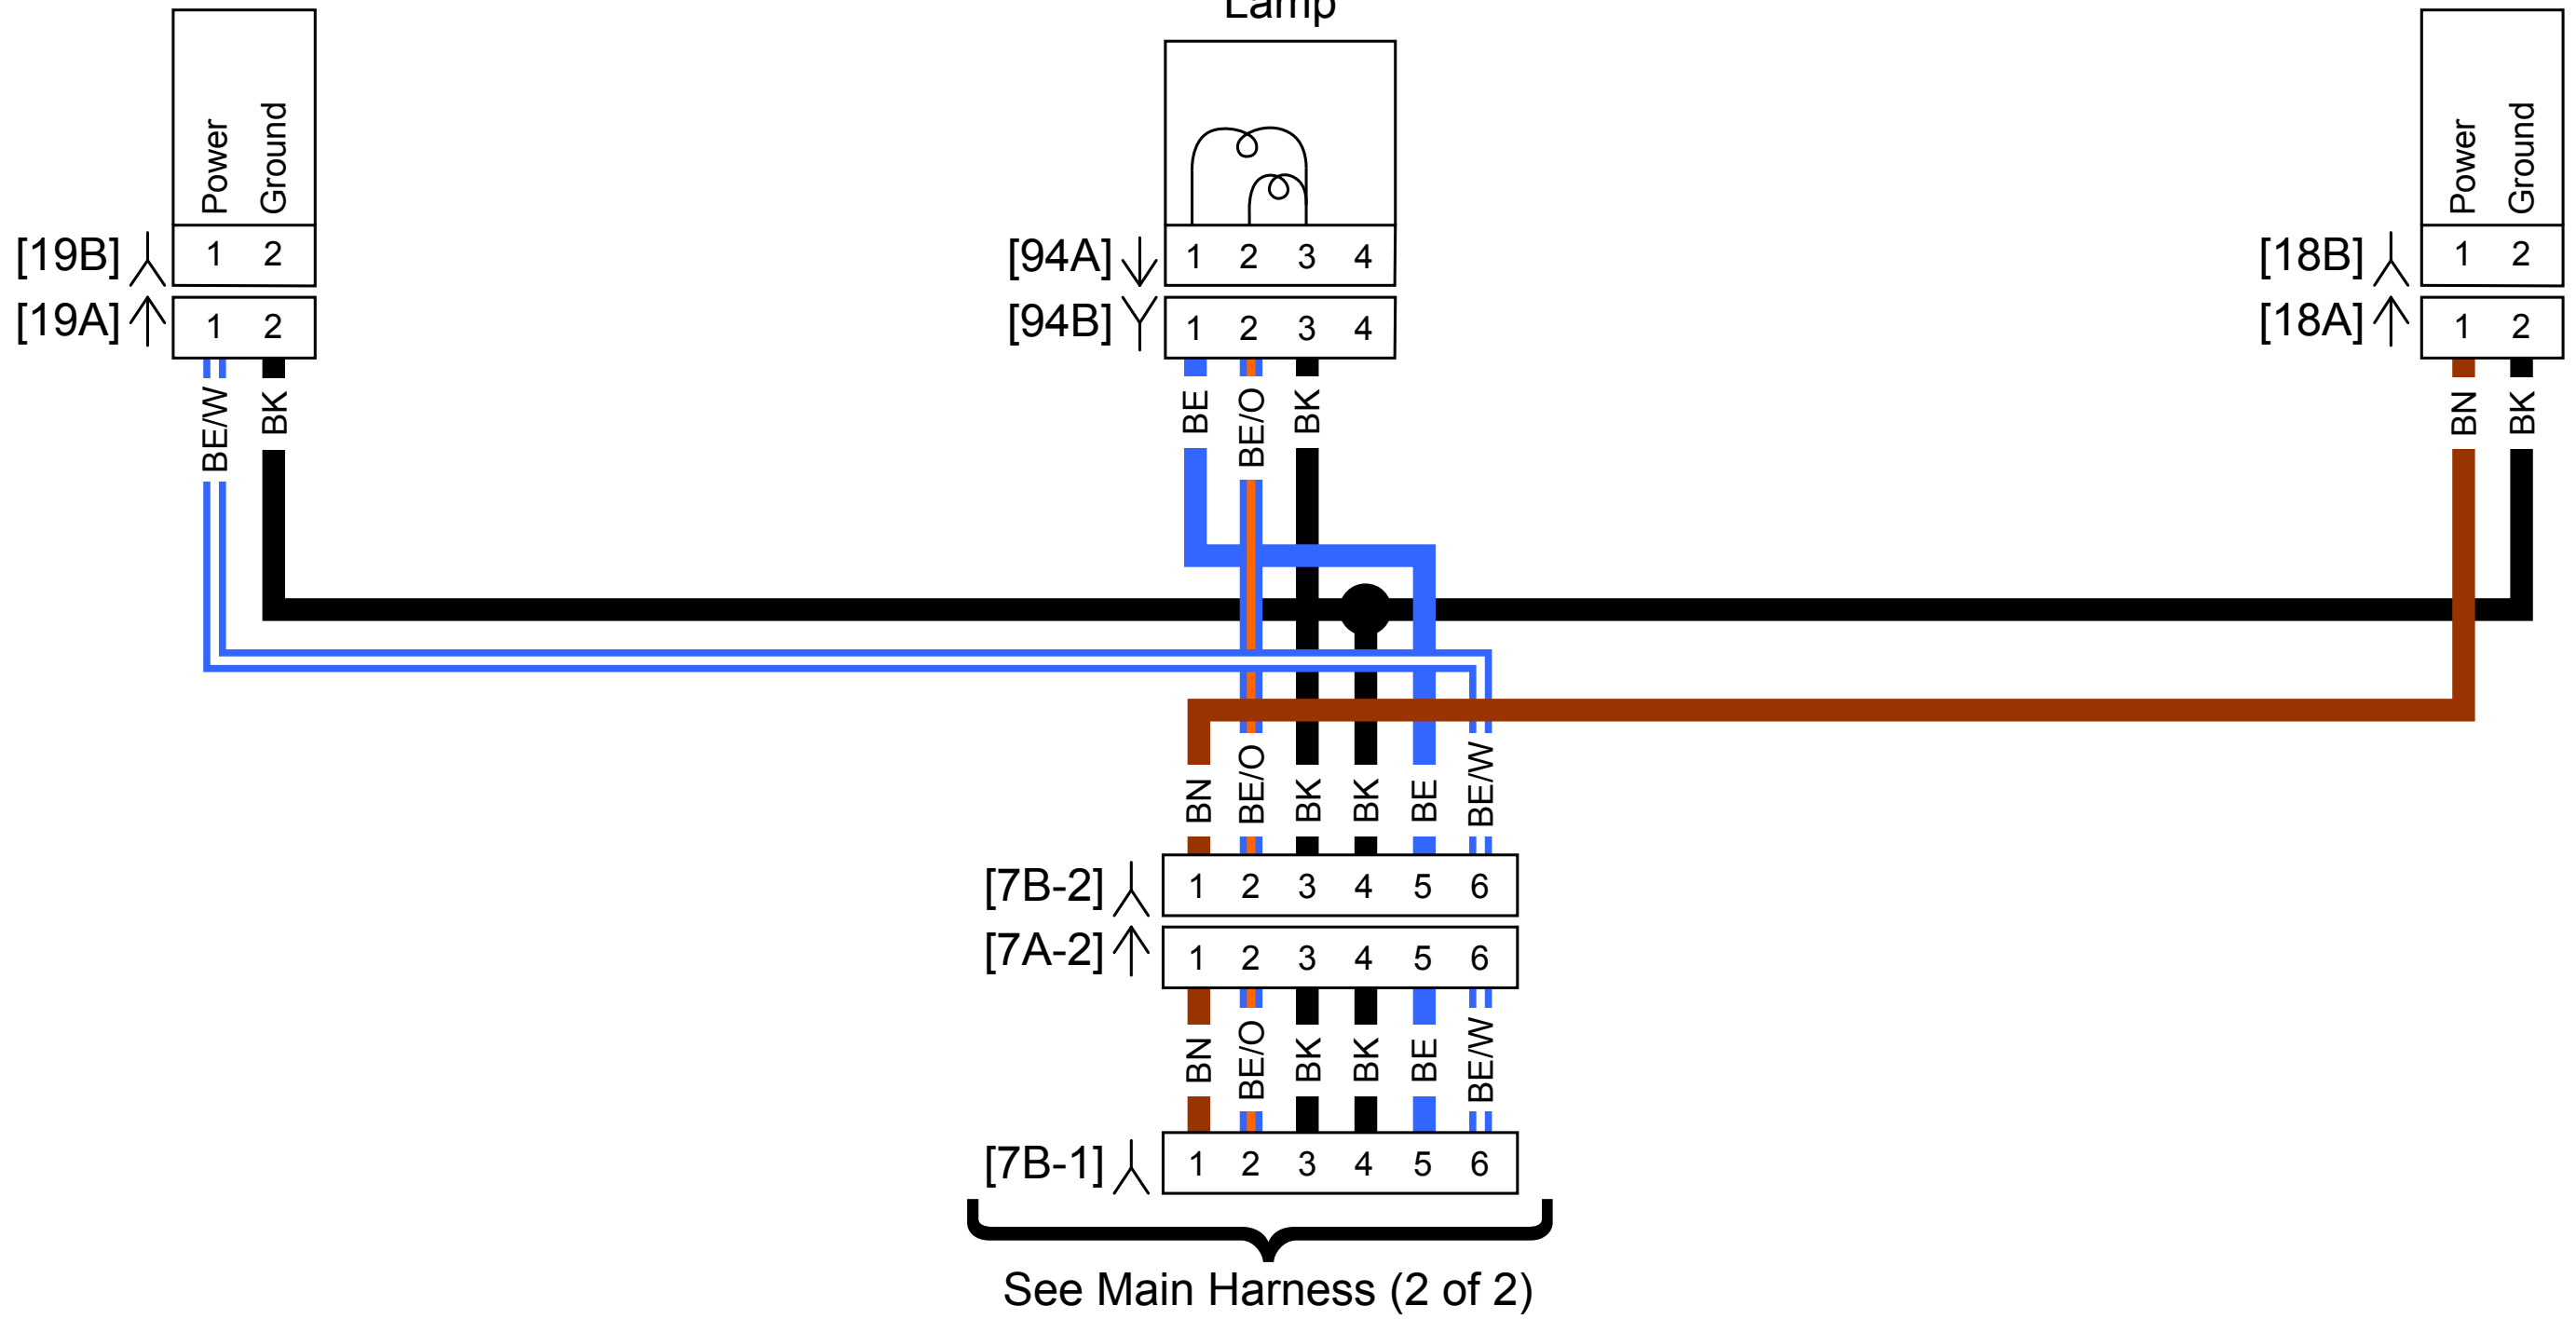 Lamp
Power
Ground
Power
Ground
[19B] 1 2
[94A] 1 2 3 4
[18B] 1 2
[19A] 1 2
[94B] 1 2 3 4
[18A] 1 2
BE/W
BK
BE
BE/O
BK
BN
BK
BN
BE/O
BK
BK
BE
BE/W
[7B-2] 1 2 3 4 5 6
[7A-2] 1 2 3 4 5 6
BN
BE/O
BK
BK
BE
BE/W
[7B-1] 1 2 3 4 5 6
See Main Harness (2 of 2)